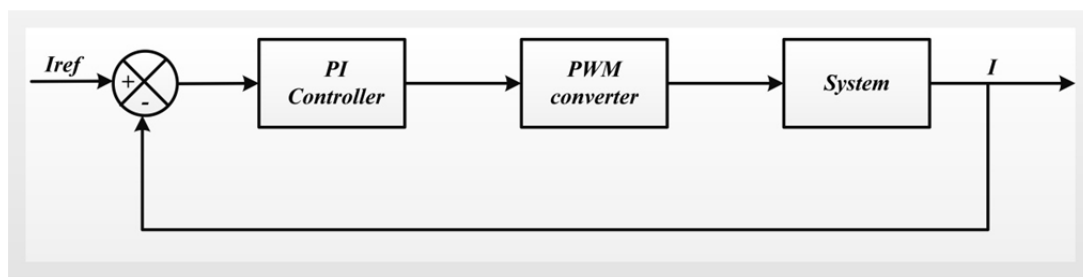 Iref
+
-
PI
Controller
PWM
converter
System
I